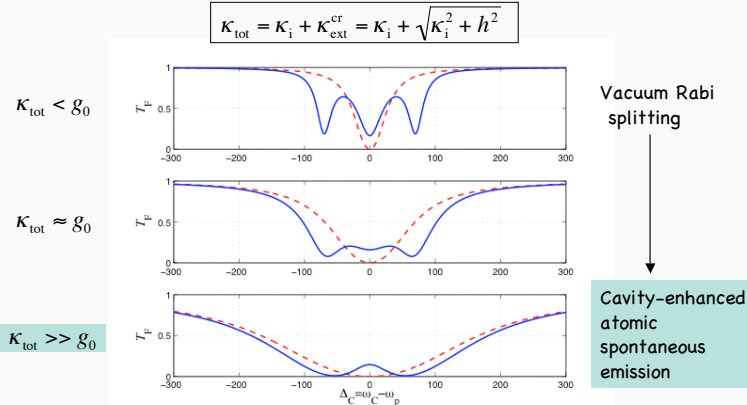 κ_tot = κ_i + κ_ext^cr = κ_i + √(κ_i² + h²)
κ_tot < g₀
Vacuum Rabi
splitting
T_F
1
0.5
0
−300 −200 −100 0 100 200 300
κ_tot ≈ g₀
T_F
1
0.5
0
−300 −200 −100 0 100 200 300
κ_tot >> g₀
Cavity-enhanced
atomic
spontaneous
emission
T_F
1
0.5
0
−300 −200 −100 0 100 200 300
Δ_C=ω_C−ω_p